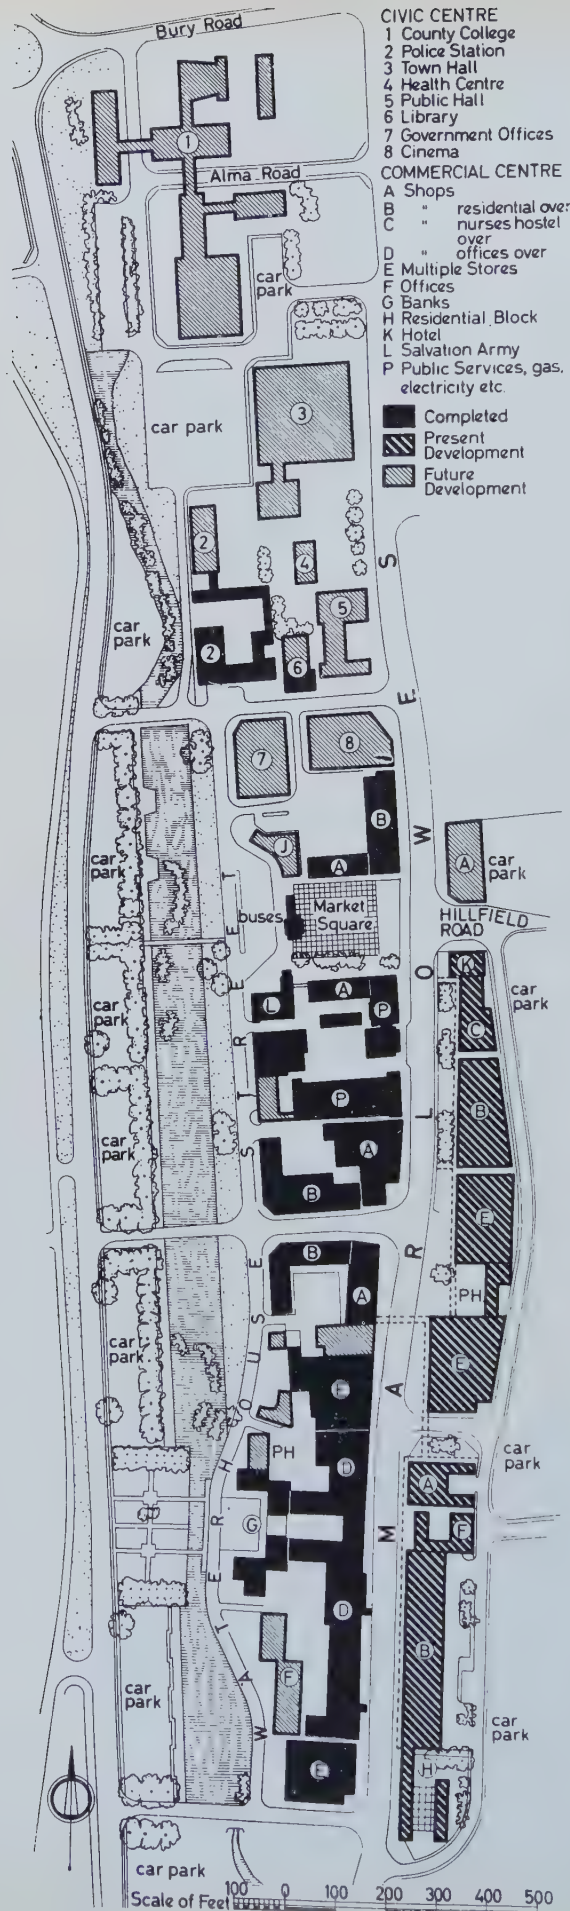 Bury Road
CIVIC CENTRE
1 County College
2 Police Station
3 Town Hall
4 Health Centre
5 Public Hall
6 Library
7 Government Offices
8 Cinema
COMMERCIAL CENTRE
A Shops
B " residential over
C " nurses hostel
over
D " offices over
E Multiple Stores
F Offices
G Banks
H Residential Block
K Hotel
L Salvation Army
P Public Services, gas,
electricity etc.
Completed
Present
Development
Future
Development
1
Alma Road
car
park
3
car park
2
4
5
car
park
2
6
7
8
B
J
A
A
car
park
car
park
buses
Market
Square
HILLFIELD
ROAD
K
car
park
A
L
P
C
car
park
P
B
car
park
A
B
E
B
PH
A
car
park
E
E
PH
D
car
park
A
G
F
D
B
F
car
park
car
park
E
H
WATERHOUSE STREET
MARLOWES
car park
Scale of Feet
100 0 100 200 300 400 500